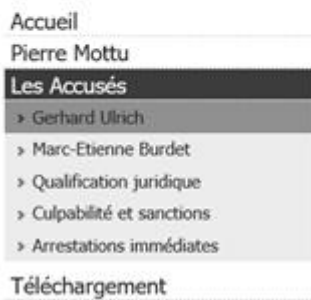 Accueil
Pierre Mottu
Les Accusés
» Gerhard Ulrich
» Marc-Etienne Burdet
» Qualification juridique
» Culpabilité et sanctions
» Arrestations immédiates
Téléchargement